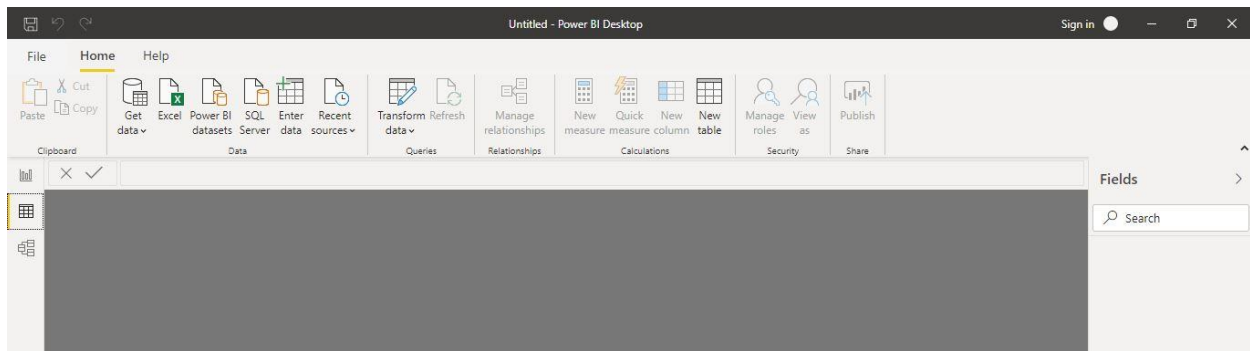 Untitled - Power BI Desktop
Sign in
File Home Help
Paste
Cut
Copy
Clipboard
Get data
Excel
Power BI datasets
SQL Server
Enter data
Recent sources
Data
Transform data
Refresh
Queries
Manage relationships
Relationships
New measure
Quick measure
New column
New table
Calculations
Manage roles
View as
Security
Publish
Share
Fields
Search